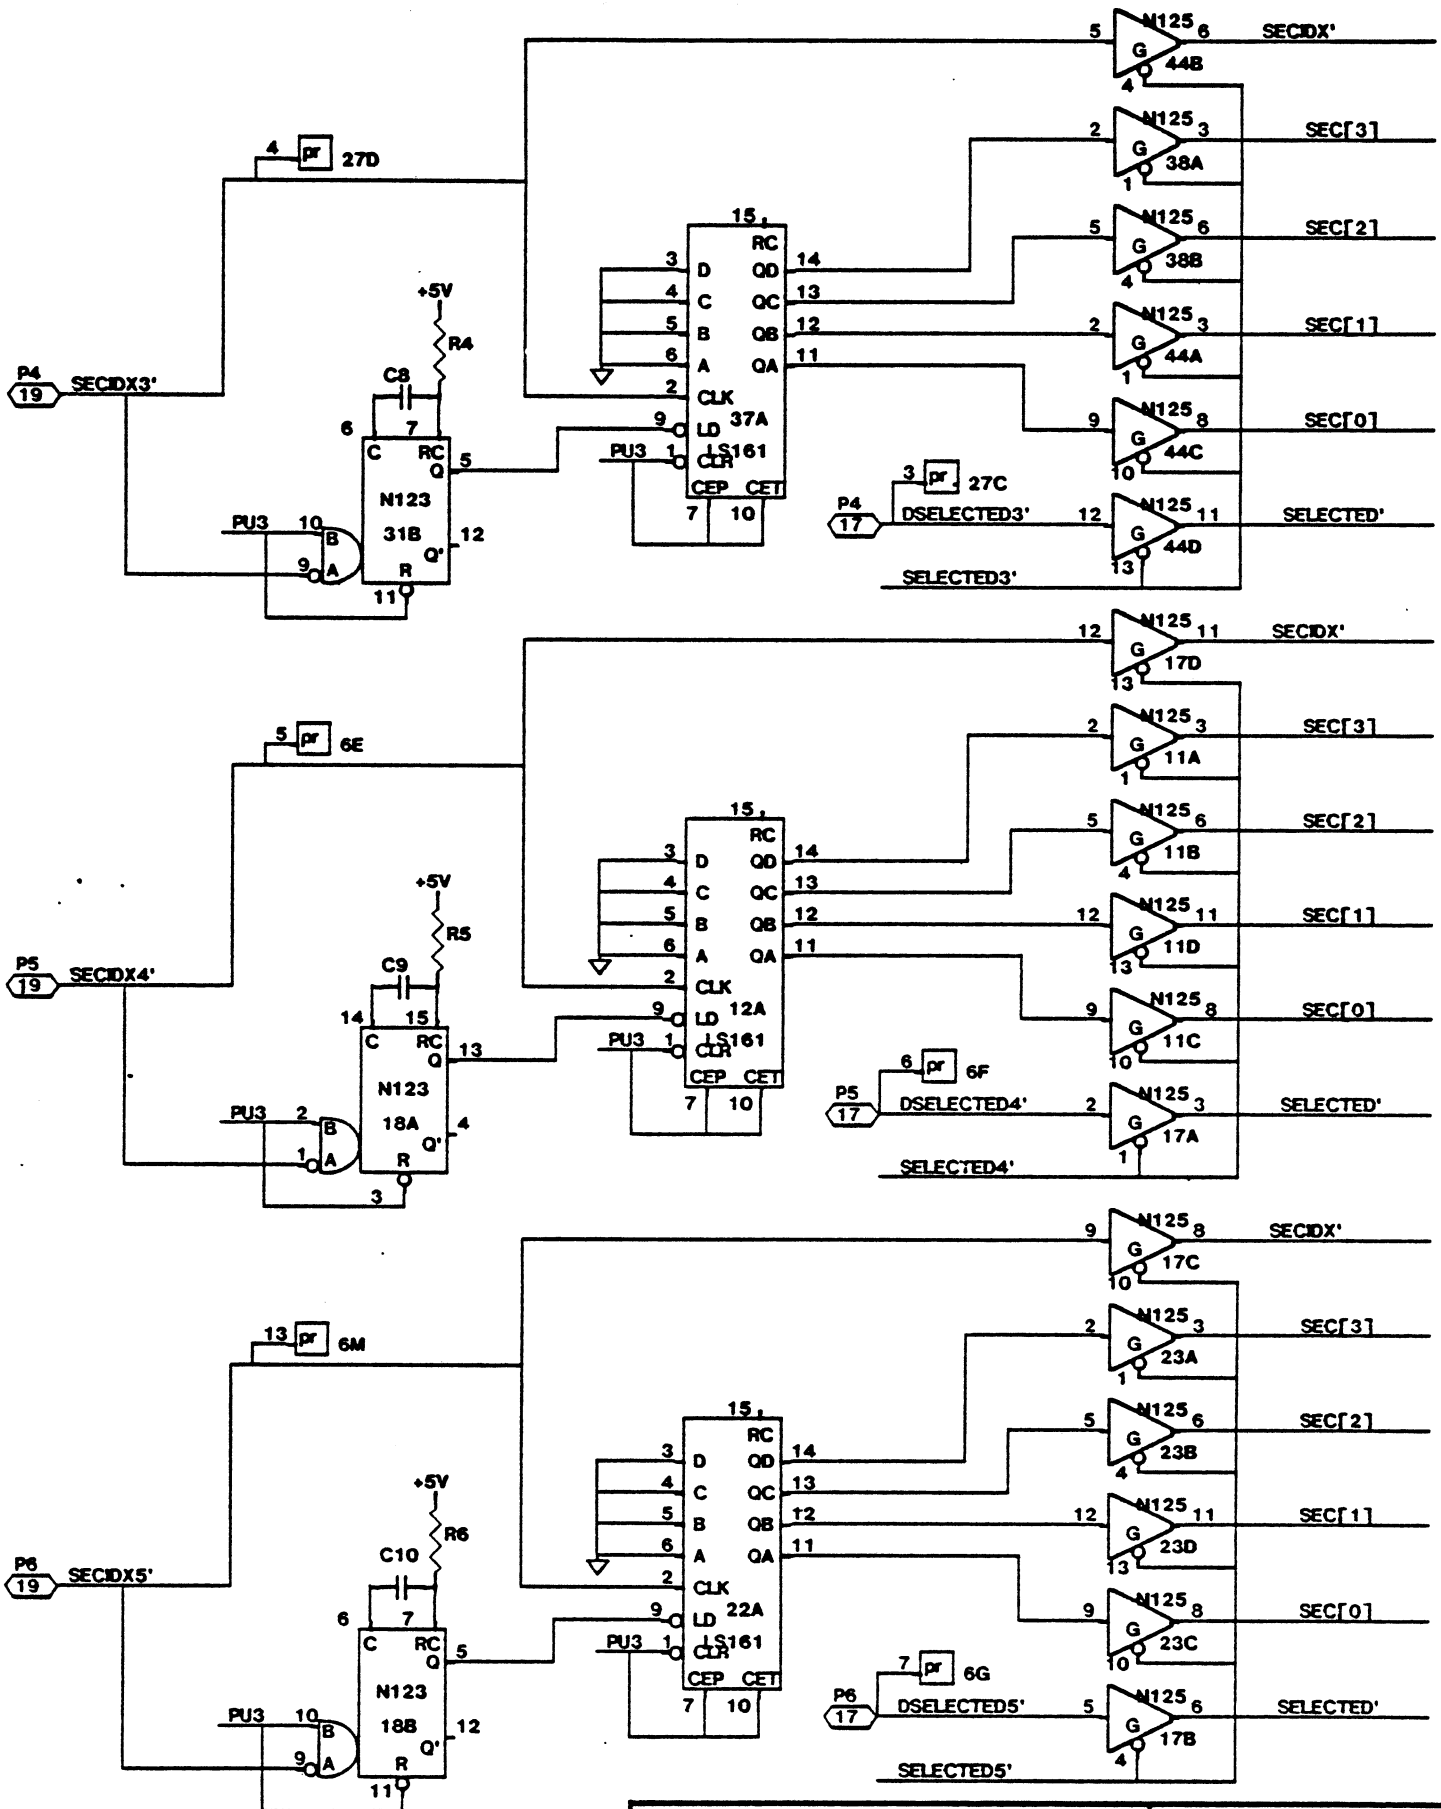 N125
5 6 SECIDX'
G
44B
4
N125
2 3 SEC[3]
4 pr 27D
G
38A
1
N125
15
5 6 SEC[2]
RC
G
3 D QD 14
38B
+5V
4 C QC 13
4
N125
R4
5 B QB 12
2 3 SEC[1]
G
6 A QA 11
44A
P4
19 SECIDX3'
C8
2 CLK
1
N125
6 7
9 LD 37A
9 8 SEC[0]
C RC
Q 5
PU3 1 CLR LS161
G
44C
10
N123
CEP CET
3 pr 27C
N125
PU3 10 B
31B
12
7 10
P4
17 DSELECTED3'
12 11 SELECTED'
Q'
G
44D
9 A
R
13
11
SELECTED3'
N125
12 11 SECIDX'
G
17D
13
N125
5 pr 6E
2 3 SEC[3]
G
11A
1
N125
15
5 6 SEC[2]
RC
G
3 D QD 14
11B
+5V
4 C QC 13
4
N125
R5
5 B QB 12
12 11 SEC[1]
G
6 A QA 11
11D
P5
19 SECIDX4'
C9
2 CLK
13
N125
14 15
9 LD 12A
9 8 SEC[0]
C RC
Q 13
PU3 1 CLR LS161
G
11C
10
N123
CEP CET
6 pr 6F
N125
PU3 2 B
18A
4
7 10
P5
17 DSELECTED4'
2 3 SELECTED'
Q'
G
17A
1 A
R
1
3
SELECTED4'
N125
9 8 SECIDX'
G
17C
10
N125
13 pr 6M
2 3 SEC[3]
G
23A
1
N125
15
5 6 SEC[2]
RC
G
3 D QD 14
23B
+5V
4 C QC 13
4
N125
R6
5 B QB 12
12 11 SEC[1]
G
6 A QA 11
23D
P6
19 SECIDX5'
C10
2 CLK
13
N125
6 7
9 LD 22A
9 8 SEC[0]
C RC
Q 5
PU3 1 CLR LS161
G
23C
10
N123
CEP CET
7 pr 6G
N125
PU3 10 B
18B
12
7 10
P6
17 DSELECTED5'
5 6 SELECTED'
Q'
G
17B
9 A
R
4
11
SELECTED5'